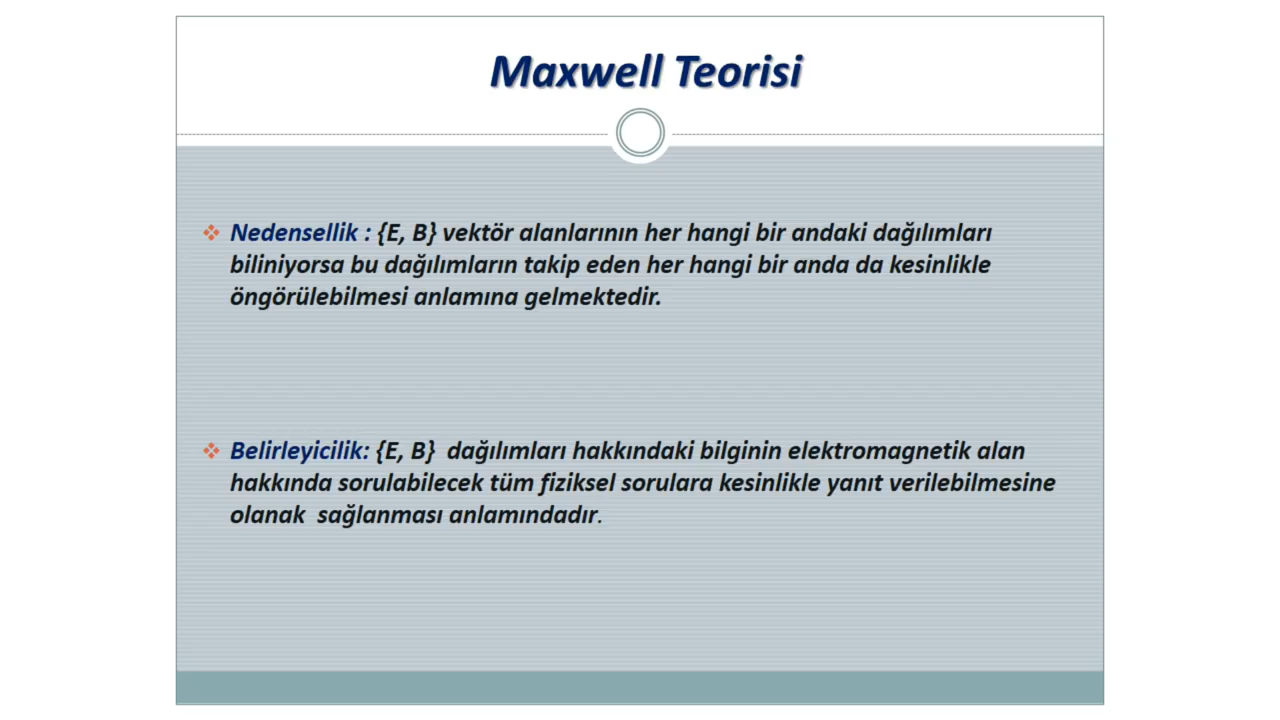 Maxwell Teorisi
Nedensellik : {E, B} vektör alanlarının her hangi bir andaki dağılımları
biliniyorsa bu dağılımların takip eden her hangi bir anda da kesinlikle
öngörülebilmesi anlamına gelmektedir.
Belirleyicilik: {E, B} dağılımları hakkındaki bilginin elektromagnetik alan
hakkında sorulabilecek tüm fiziksel sorulara kesinlikle yanıt verilebilmesine
olanak sağlanması anlamındadır.